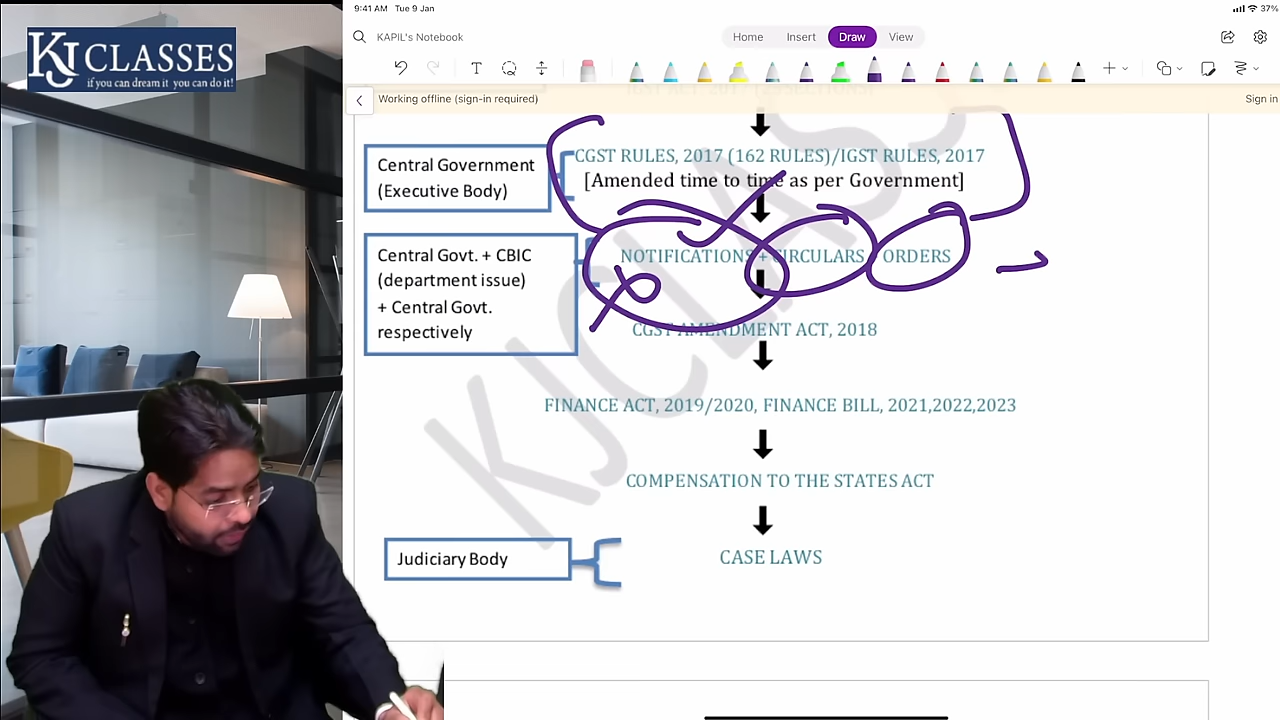 KJ CLASSES
if you can dream it you can do it!
9:41 AM Tue 9 Jan
37%
KAPIL's Notebook
Home Insert Draw View
Working offline (sign-in required)
Sign in
CGST RULES, 2017 (162 RULES)/IGST RULES, 2017
[Amended time to time as per Government]
Central Government
(Executive Body)
Central Govt. + CBIC
(department issue)
+ Central Govt.
respectively
NOTIFICATIONS + CIRCULARS ORDERS
CGST AMENDMENT ACT, 2018
FINANCE ACT, 2019/2020, FINANCE BILL, 2021,2022,2023
COMPENSATION TO THE STATES ACT
Judiciary Body
CASE LAWS
KJCLAS